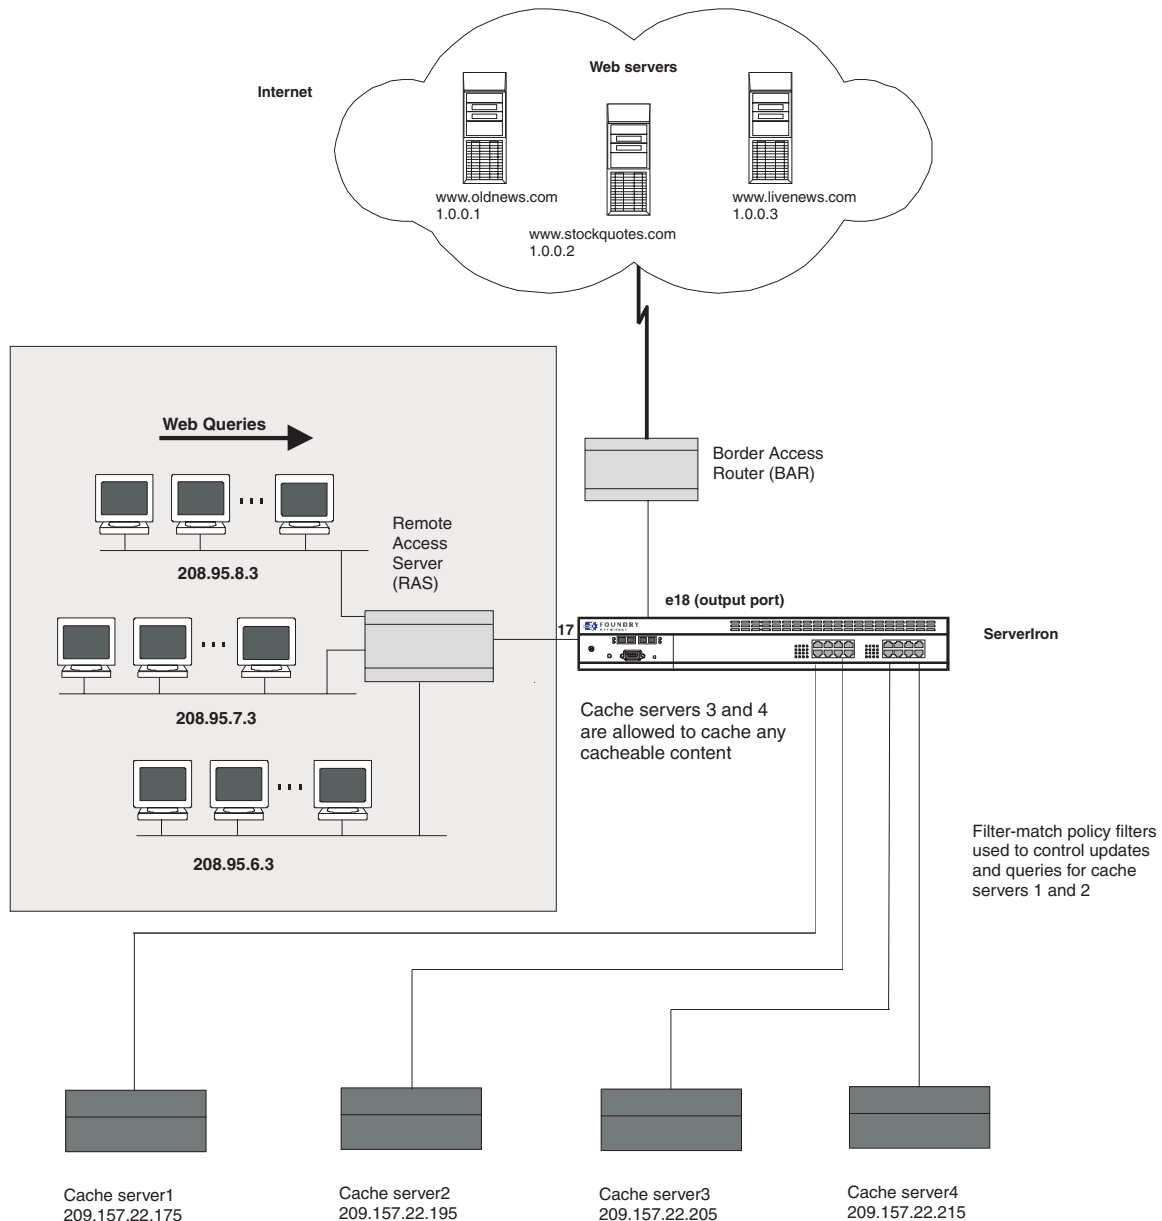 Web servers
Internet
www.oldnews.com
1.0.0.1
www.livenews.com
1.0.0.3
www.stockquotes.com
1.0.0.2
Web Queries
Border Access
Router (BAR)
Remote
Access
Server
(RAS)
208.95.8.3
e18 (output port)
17
FOUNDRY
NETWORKS
ServerIron
208.95.7.3
Cache servers 3 and 4
are allowed to cache any
cacheable content
Filter-match policy filters
used to control updates
and queries for cache
servers 1 and 2
208.95.6.3
Cache server1
209.157.22.175
Cache server2
209.157.22.195
Cache server3
209.157.22.205
Cache server4
209.157.22.215